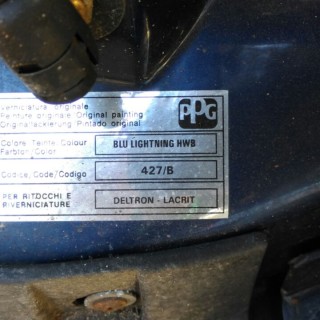 Verniciatura originale
Peinture originale Original painting
Originallackierung Pintado original
PPG
Colore, Teinte, Colour
Farbton/Color
BLU LIGHTNING HWB
Codice, Code/Codigo
427/B
PER RITOCCHI E
RIVERNICIATURE
DELTRON - LACRIT